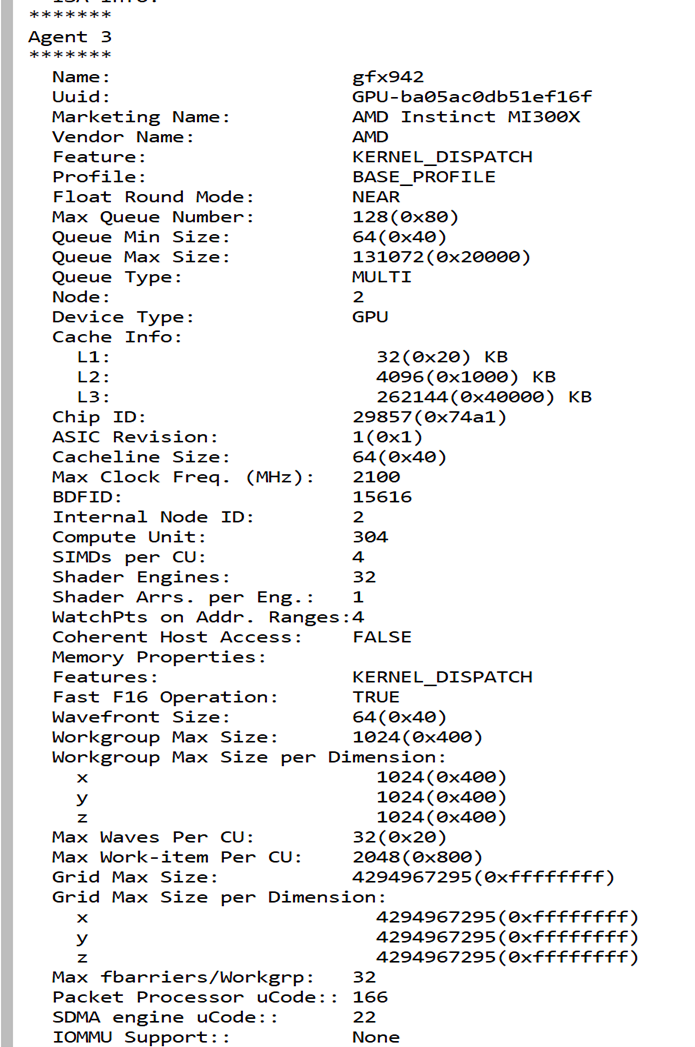 ISA Info:
*******
Agent 3
*******
Name: gfx942
Uuid: GPU-ba05ac0db51ef16f
Marketing Name: AMD Instinct MI300X
Vendor Name: AMD
Feature: KERNEL_DISPATCH
Profile: BASE_PROFILE
Float Round Mode: NEAR
Max Queue Number: 128(0x80)
Queue Min Size: 64(0x40)
Queue Max Size: 131072(0x20000)
Queue Type: MULTI
Node: 2
Device Type: GPU
Cache Info:
L1: 32(0x20) KB
L2: 4096(0x1000) KB
L3: 262144(0x40000) KB
Chip ID: 29857(0x74a1)
ASIC Revision: 1(0x1)
Cacheline Size: 64(0x40)
Max Clock Freq. (MHz): 2100
BDFID: 15616
Internal Node ID: 2
Compute Unit: 304
SIMDs per CU: 4
Shader Engines: 32
Shader Arrs. per Eng.: 1
WatchPts on Addr. Ranges:4
Coherent Host Access: FALSE
Memory Properties:
Features: KERNEL_DISPATCH
Fast F16 Operation: TRUE
Wavefront Size: 64(0x40)
Workgroup Max Size: 1024(0x400)
Workgroup Max Size per Dimension:
x 1024(0x400)
y 1024(0x400)
z 1024(0x400)
Max Waves Per CU: 32(0x20)
Max Work-item Per CU: 2048(0x800)
Grid Max Size: 4294967295(0xffffffff)
Grid Max Size per Dimension:
x 4294967295(0xffffffff)
y 4294967295(0xffffffff)
z 4294967295(0xffffffff)
Max fbarriers/Workgrp: 32
Packet Processor uCode:: 166
SDMA engine uCode:: 22
IOMMU Support:: None